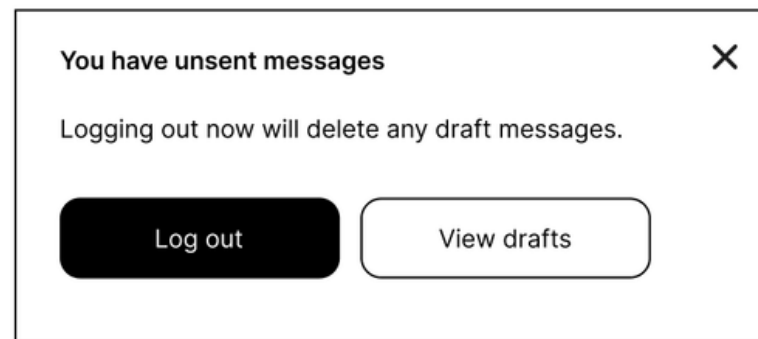 You have unsent messages
Logging out now will delete any draft messages.
Log out
View drafts